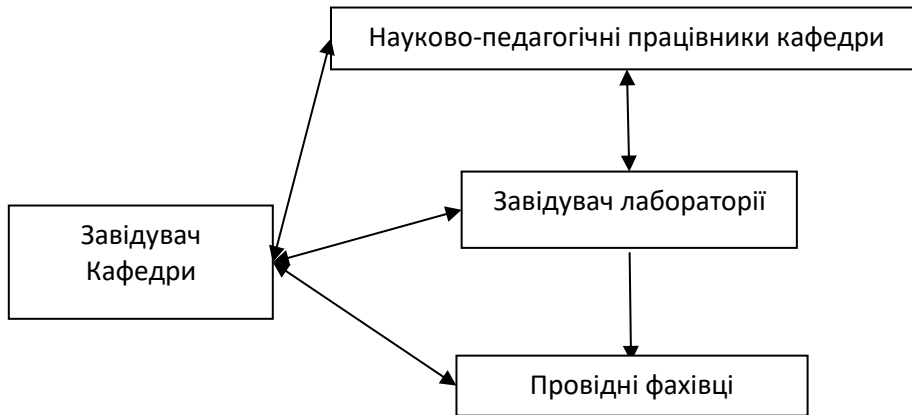 Науково-педагогічні працівники кафедри
Завідувач лабораторії
Завідувач
Кафедри
Провідні фахівці